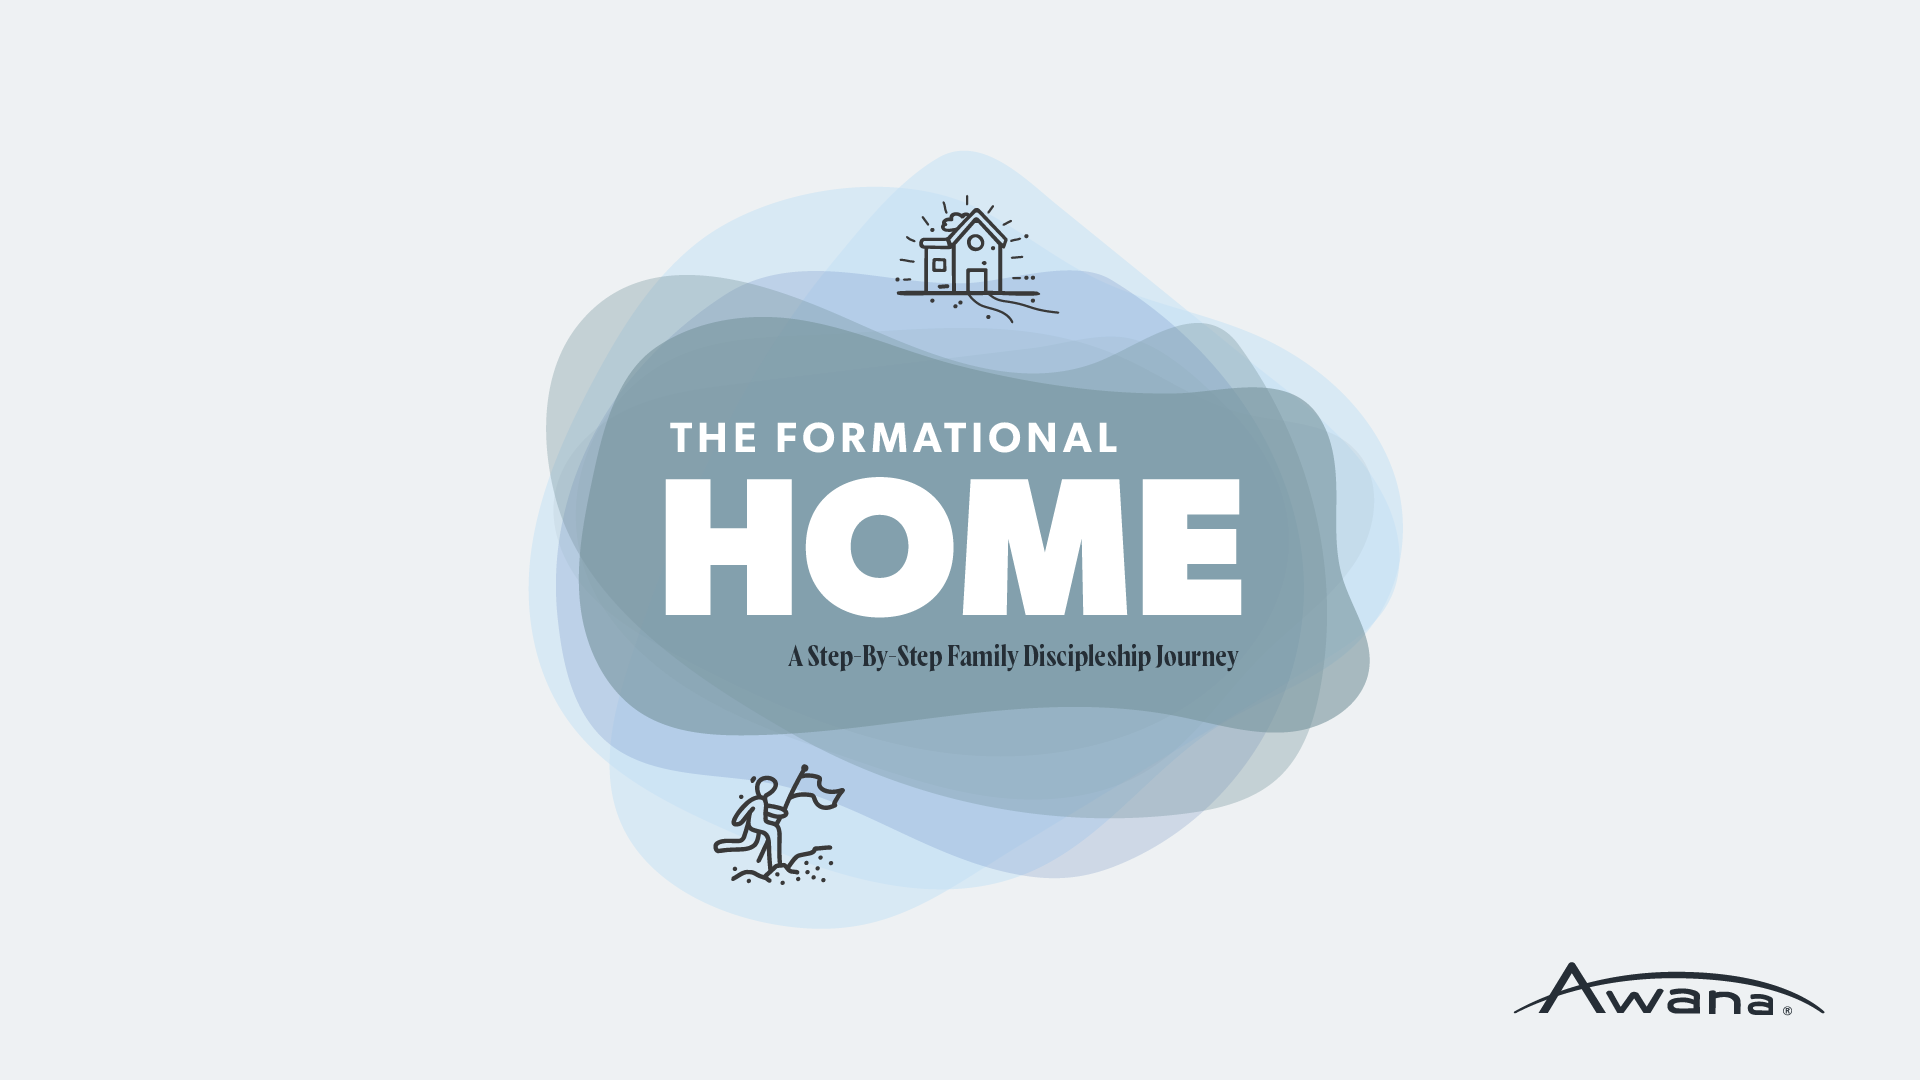 THE FORMATIONAL
HOME
A Step-By-Step Family Discipleship Journey
Awana®